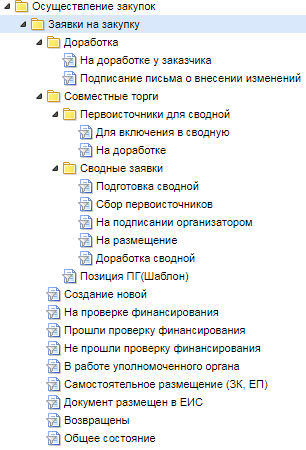 Осуществление закупок
Заявки на закупку
Доработка
На доработке у заказчика
Подписание письма о внесении изменений
Совместные торги
Первоисточники для сводной
Для включения в сводную
На доработке
Сводные заявки
Подготовка сводной
Сбор первоисточников
На подписании организатором
На размещение
Доработка сводной
Позиция ПГ(Шаблон)
Создание новой
На проверке финансирования
Прошли проверку финансирования
Не прошли проверку финансирования
В работе уполномоченного органа
Самостоятельное размещение (ЗК, ЕП)
Документ размещен в ЕИС
Возвращены
Общее состояние